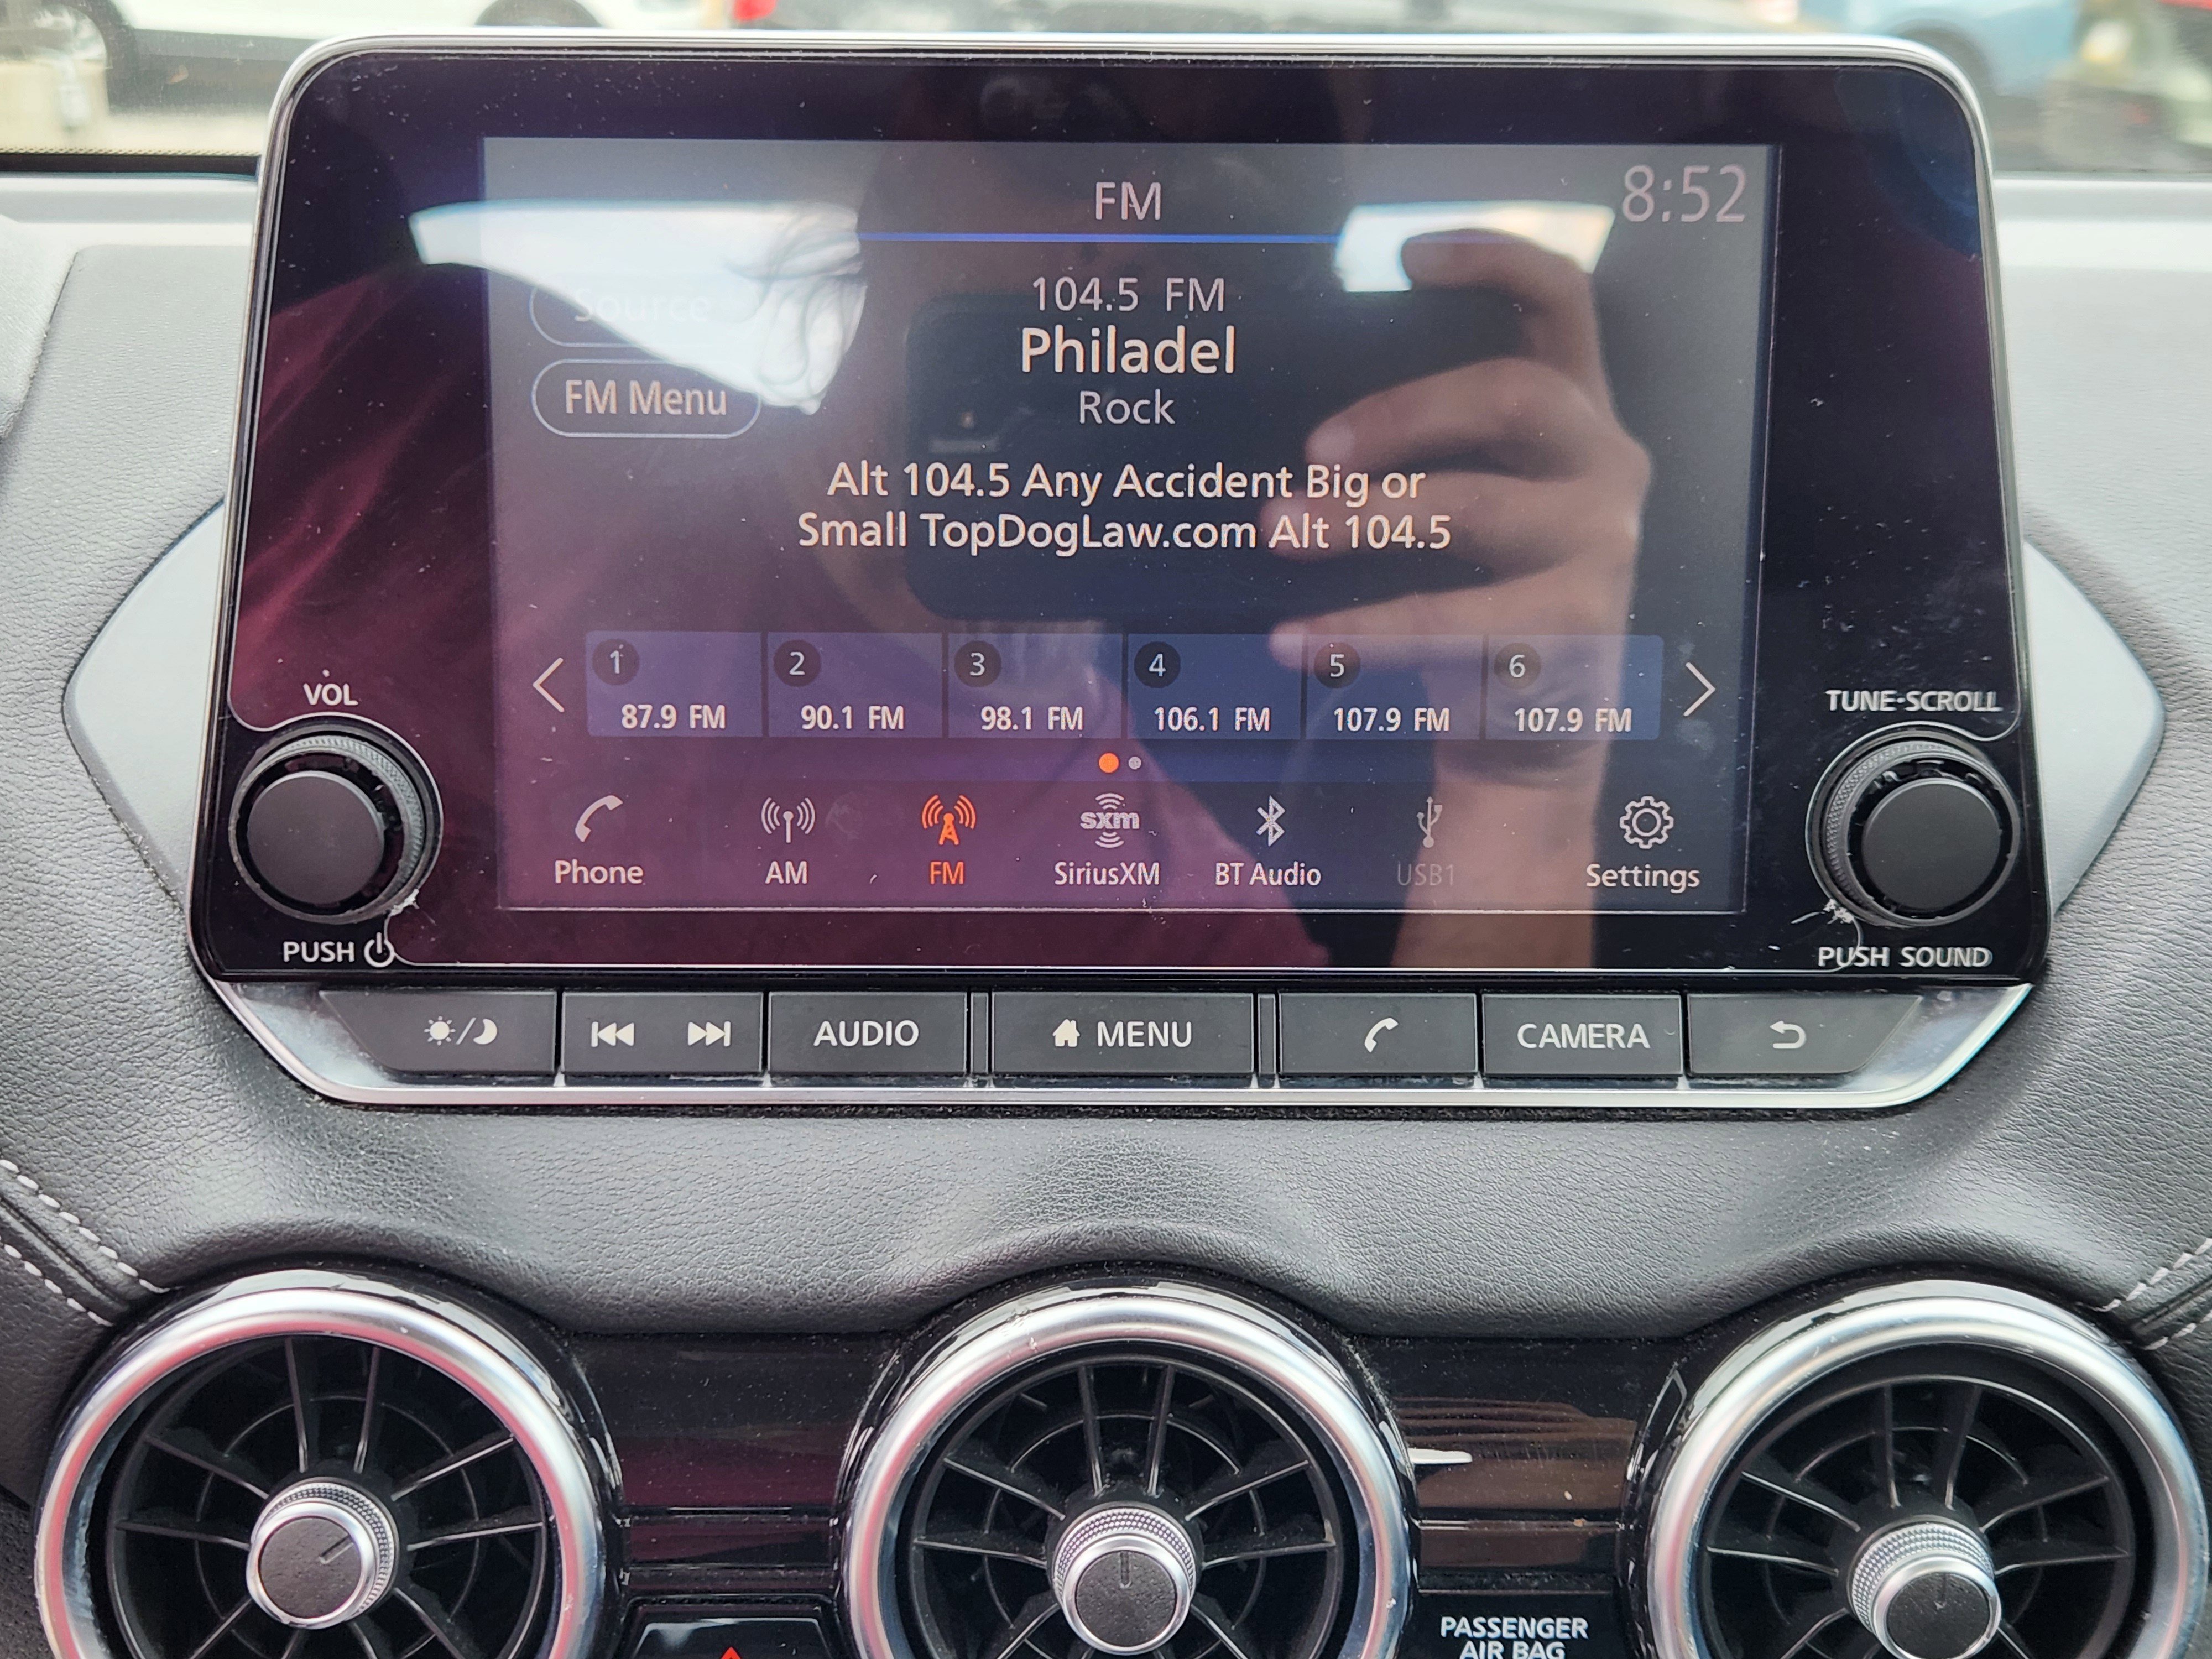 FM
8:52
Source
FM Menu
104.5 FM
Philadel
Rock
Alt 104.5 Any Accident Big or
Small TopDogLaw.com Alt 104.5
1 2 3 4 5 6
87.9 FM 90.1 FM 98.1 FM 106.1 FM 107.9 FM 107.9 FM
sxm
Phone AM FM SiriusXM BT Audio USB1 Settings
VOL
PUSH
TUNE·SCROLL
PUSH SOUND
AUDIO MENU CAMERA
PASSENGER
AIR BAG